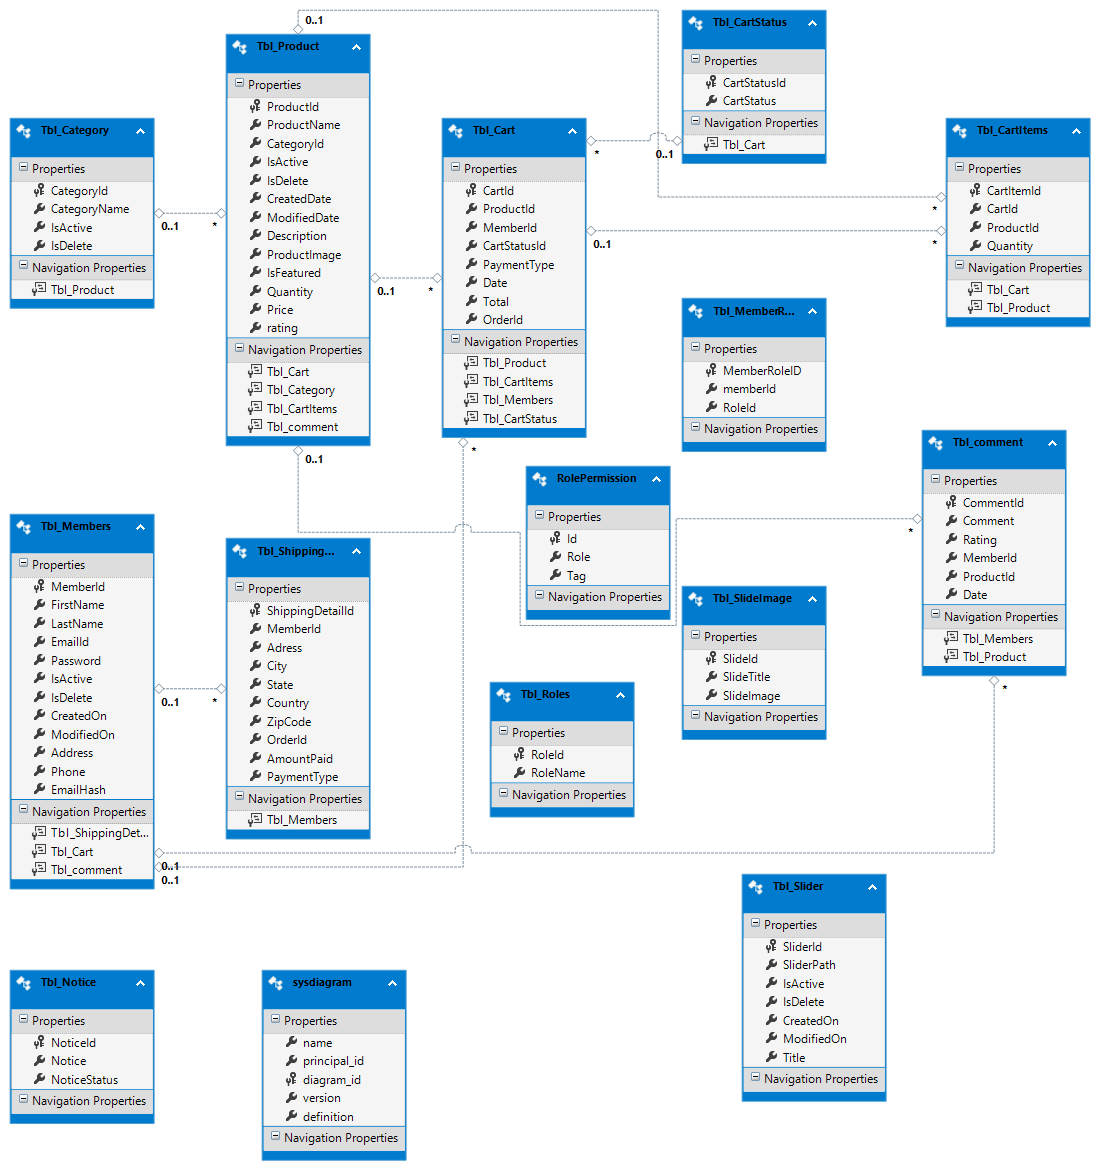 Tbl_Product
Properties
ProductId
ProductName
CategoryId
IsActive
IsDelete
CreatedDate
ModifiedDate
Description
ProductImage
IsFeatured
Quantity
Price
rating
Navigation Properties
Tbl_Cart
Tbl_Category
Tbl_CartItems
Tbl_comment
0..1
Tbl_CartStatus
Properties
CartStatusId
CartStatus
Navigation Properties
Tbl_Cart
Tbl_Category
Properties
CategoryId
CategoryName
IsActive
IsDelete
Navigation Properties
Tbl_Product
0..1
*
Tbl_Cart
Properties
CartId
ProductId
MemberId
CartStatusId
PaymentType
Date
Total
OrderId
Navigation Properties
Tbl_Product
Tbl_CartItems
Tbl_Members
Tbl_CartStatus
*
0..1
0..1
*
0..1
*
*
Tbl_CartItems
Properties
CartItemId
CartId
ProductId
Quantity
Navigation Properties
Tbl_Cart
Tbl_Product
Tbl_MemberR...
Properties
MemberRoleID
memberId
RoleId
Navigation Properties
0..1
*
RolePermission
Properties
Id
Role
Tag
Navigation Properties
Tbl_comment
Properties
CommentId
Comment
Rating
MemberId
ProductId
Date
Navigation Properties
Tbl_Members
Tbl_Product
*
*
Tbl_Members
Properties
MemberId
FirstName
LastName
EmailId
Password
IsActive
IsDelete
CreatedOn
ModifiedOn
Address
Phone
EmailHash
Navigation Properties
Tbl_ShippingDet...
Tbl_Cart
Tbl_comment
0..1
*
0..1
0..1
Tbl_Shipping...
Properties
ShippingDetailId
MemberId
Adress
City
State
Country
ZipCode
OrderId
AmountPaid
PaymentType
Navigation Properties
Tbl_Members
Tbl_SlideImage
Properties
SlideId
SlideTitle
SlideImage
Navigation Properties
Tbl_Roles
Properties
RoleId
RoleName
Navigation Properties
Tbl_Slider
Properties
SliderId
SliderPath
IsActive
IsDelete
CreatedOn
ModifiedOn
Title
Navigation Properties
Tbl_Notice
Properties
NoticeId
Notice
NoticeStatus
Navigation Properties
sysdiagram
Properties
name
principal_id
diagram_id
version
definition
Navigation Properties